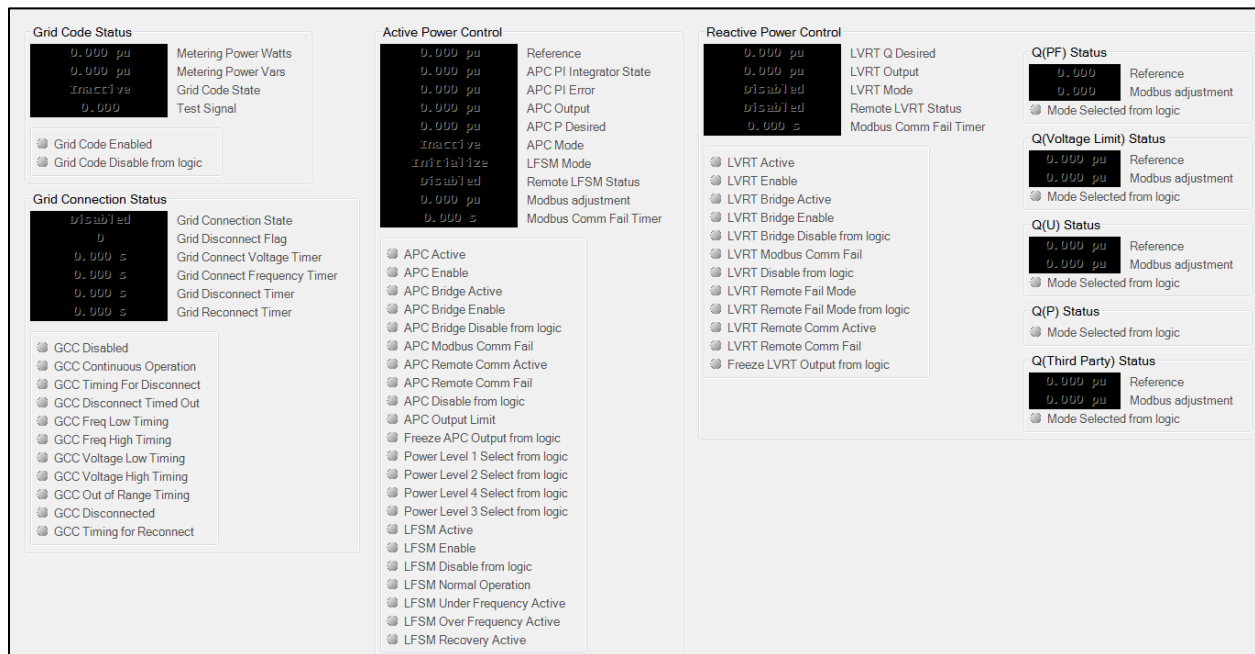 Grid Code Status
0.000 pu Metering Power Watts
0.000 pu Metering Power Vars
Inactive Grid Code State
0.000 Test Signal
Grid Code Enabled
Grid Code Disable from logic
Grid Connection Status
Disabled Grid Connection State
0 Grid Disconnect Flag
0.000 s Grid Connect Voltage Timer
0.000 s Grid Connect Frequency Timer
0.000 s Grid Disconnect Timer
0.000 s Grid Reconnect Timer
GCC Disabled
GCC Continuous Operation
GCC Timing For Disconnect
GCC Disconnect Timed Out
GCC Freq Low Timing
GCC Freq High Timing
GCC Voltage Low Timing
GCC Voltage High Timing
GCC Out of Range Timing
GCC Disconnected
GCC Timing for Reconnect
Active Power Control
0.000 pu Reference
0.000 pu APC PI Integrator State
0.000 pu APC PI Error
0.000 pu APC Output
0.000 pu APC P Desired
Inactive APC Mode
Initialize LFSM Mode
Disabled Remote LFSM Status
0.000 pu Modbus adjustment
0.000 s Modbus Comm Fail Timer
APC Active
APC Enable
APC Bridge Active
APC Bridge Enable
APC Bridge Disable from logic
APC Modbus Comm Fail
APC Remote Comm Active
APC Remote Comm Fail
APC Disable from logic
APC Output Limit
Freeze APC Output from logic
Power Level 1 Select from logic
Power Level 2 Select from logic
Power Level 4 Select from logic
Power Level 3 Select from logic
LFSM Active
LFSM Enable
LFSM Disable from logic
LFSM Normal Operation
LFSM Under Frequency Active
LFSM Over Frequency Active
LFSM Recovery Active
Reactive Power Control
0.000 pu LVRT Q Desired
0.000 pu LVRT Output
Disabled LVRT Mode
Disabled Remote LVRT Status
0.000 s Modbus Comm Fail Timer
LVRT Active
LVRT Enable
LVRT Bridge Active
LVRT Bridge Enable
LVRT Bridge Disable from logic
LVRT Modbus Comm Fail
LVRT Disable from logic
LVRT Remote Fail Mode
LVRT Remote Fail Mode from logic
LVRT Remote Comm Active
LVRT Remote Comm Fail
Freeze LVRT Output from logic
Q(PF) Status
0.000 Reference
0.000 Modbus adjustment
Mode Selected from logic
Q(Voltage Limit) Status
0.000 pu Reference
0.000 pu Modbus adjustment
Mode Selected from logic
Q(U) Status
0.000 pu Reference
0.000 pu Modbus adjustment
Mode Selected from logic
Q(P) Status
Mode Selected from logic
Q(Third Party) Status
0.000 pu Reference
0.000 pu Modbus adjustment
Mode Selected from logic